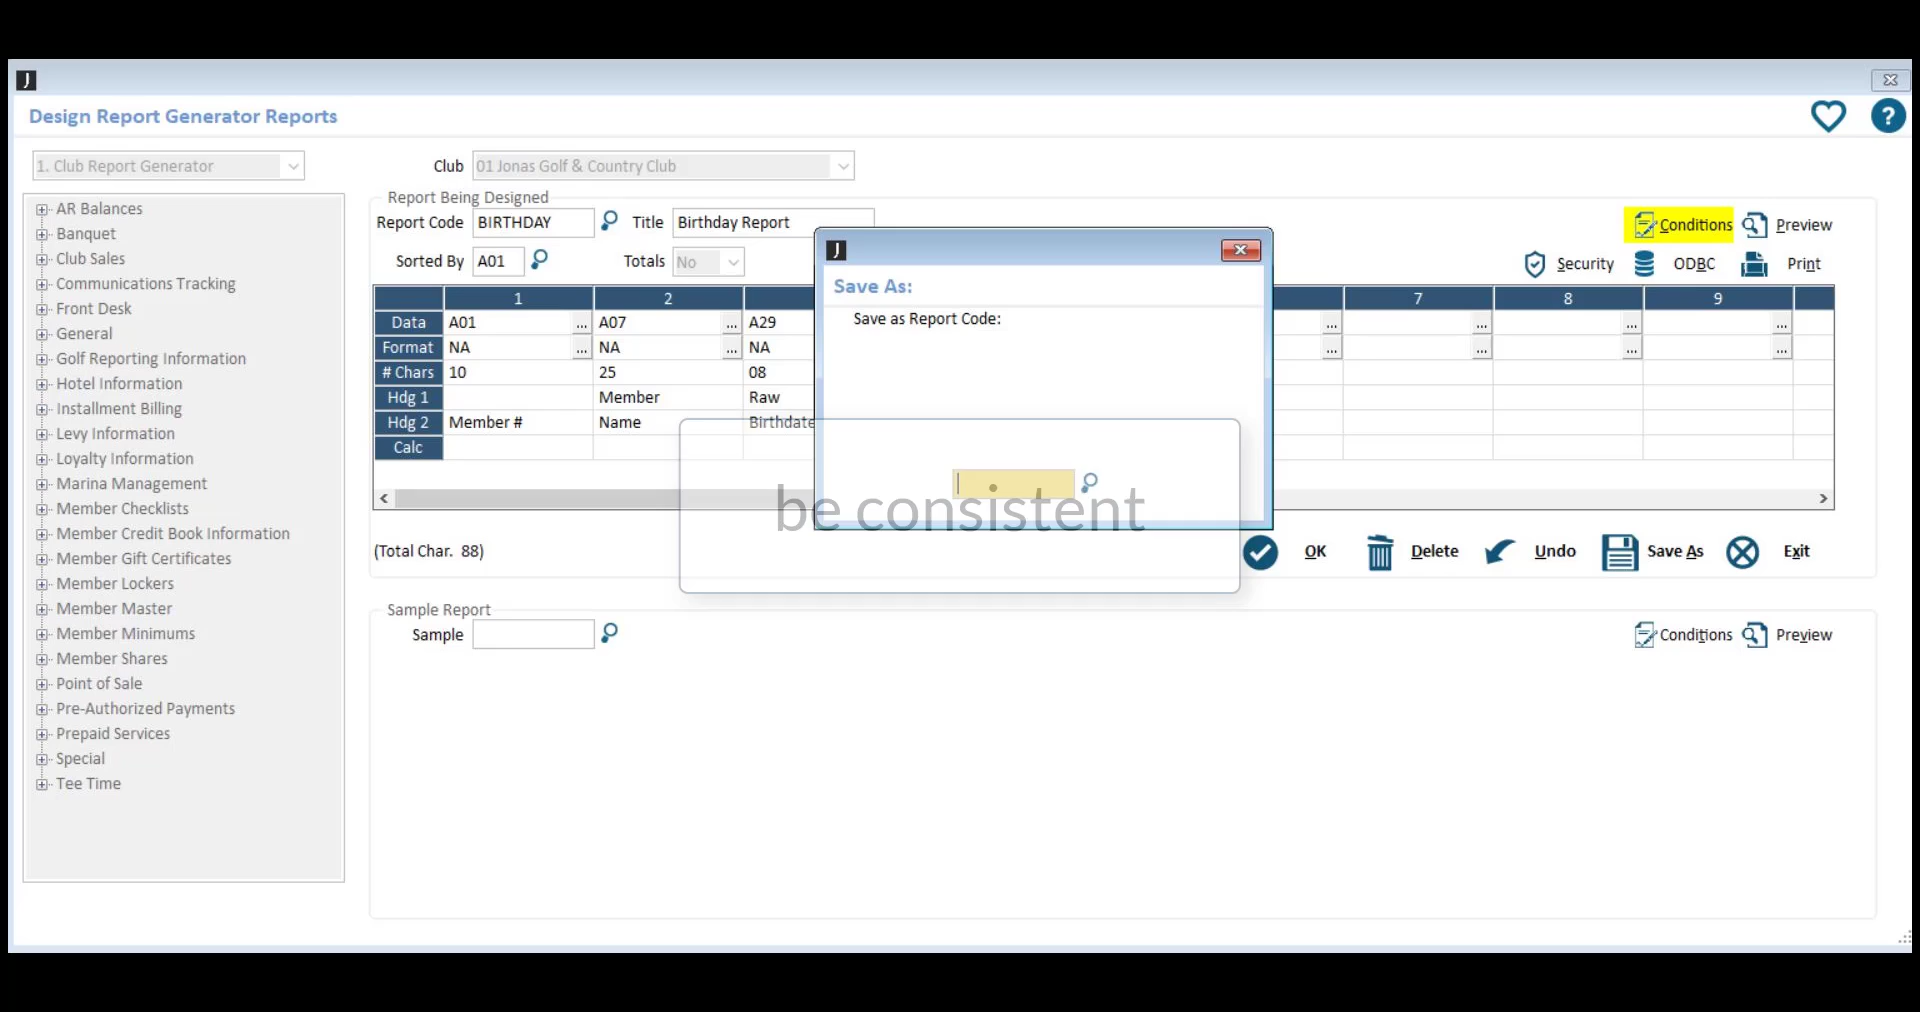 J
Design Report Generator Reports
?
1. Club Report Generator
Club 01 Jonas Golf & Country Club
AR Balances
Banquet
Club Sales
Communications Tracking
Front Desk
General
Golf Reporting Information
Hotel Information
Installment Billing
Levy Information
Loyalty Information
Marina Management
Member Checklists
Member Credit Book Information
Member Gift Certificates
Member Lockers
Member Master
Member Minimums
Member Shares
Point of Sale
Pre-Authorized Payments
Prepaid Services
Special
Tee Time
Report Being Designed
Report Code BIRTHDAY Title Birthday Report
Conditions Preview
Sorted By A01 Totals No
Security ODBC Print
1 2 7 8 9
Data A01 ... A07 ... A29 ... ... ... ...
Format NA ... NA ... NA ... ... ... ...
# Chars 10 25 08
Hdg 1 Member Raw
Hdg 2 Member # Name Birthdate
Calc
J
Save As:
Save as Report Code:
be consistent
(Total Char. 88)
OK Delete Undo Save As Exit
Sample Report
Sample
Conditions Preview